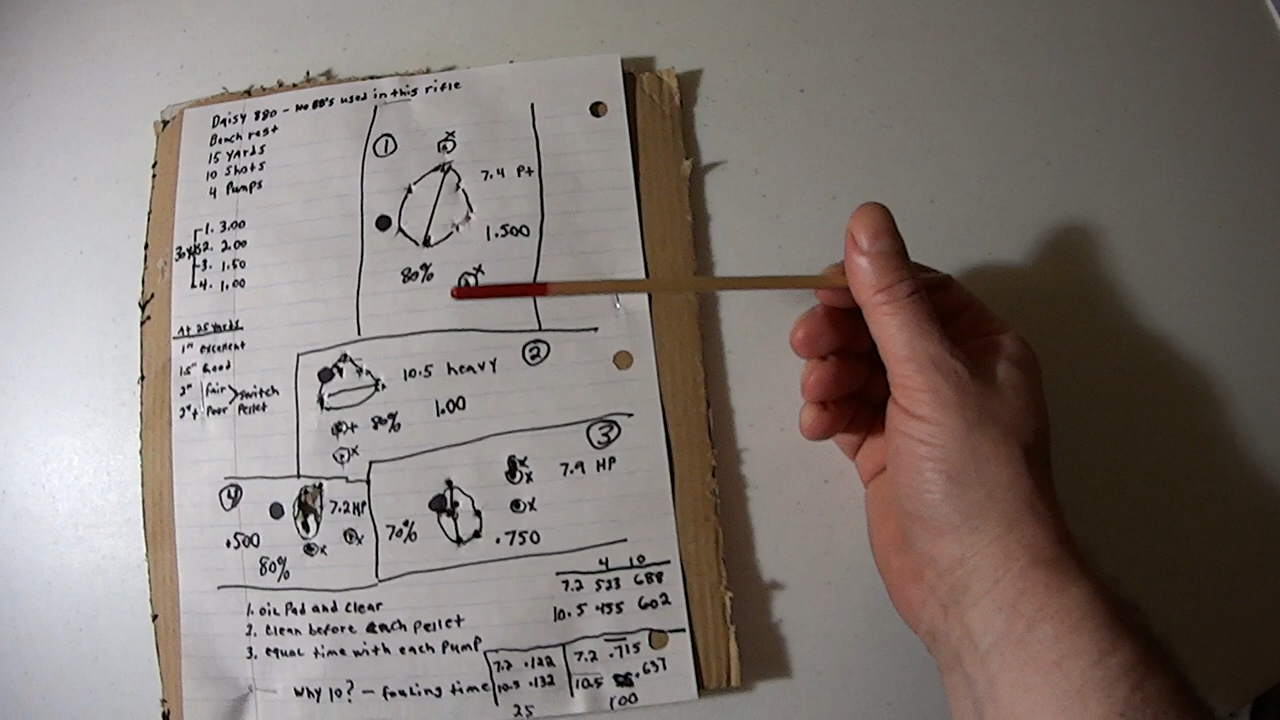 Daisy 880 - No BB's used in this rifle
Bench rest
15 yards
10 Shots
4 Pumps
1. 3.00
2. 2.00
3. 1.50
4. 1.00
At 25 yards
1" excellent
1.5" Good
2" Fair
2"+ Poor
switch
Pellet
1
x
7.4 Pt
1.500
80%
x
2
10.5 heavy
80%
1.00
+
x
3
x
x
7.9 HP
x
70%
.750
4
7.2 HP
.500
x
x
80%
4 10
7.2 523 688
10.5 455 602
1. oil Pad and Clear
2. Clean before each Pellet
3. equal time with each Pump
Why 10? - fouling time
7.2 .122
10.5 .132
25
7.2 .715
10.5 .637
100